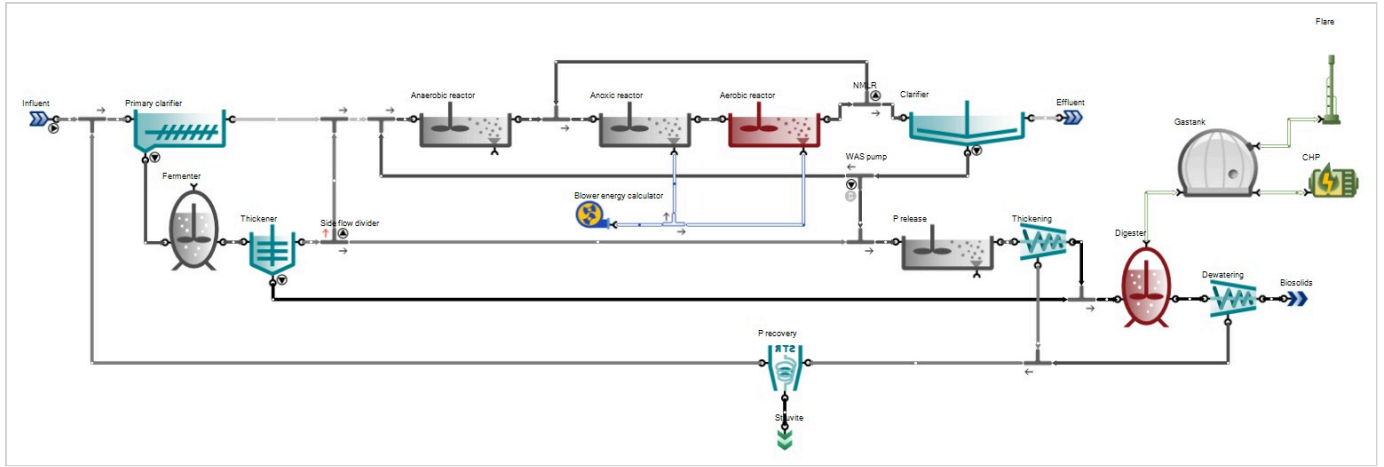 Flare
NMLR
Influent
Primary clarifier
Anaerobic reactor
Anoxic reactor
Aerobic reactor
Clarifier
Effluent
Gastank
WAS pump
CHP
Fermenter
Blower energy calculator
Thickener
Side flow divider
P release
Thickening
Digester
Dewatering
Biosolids
P recovery
STR
Struvite